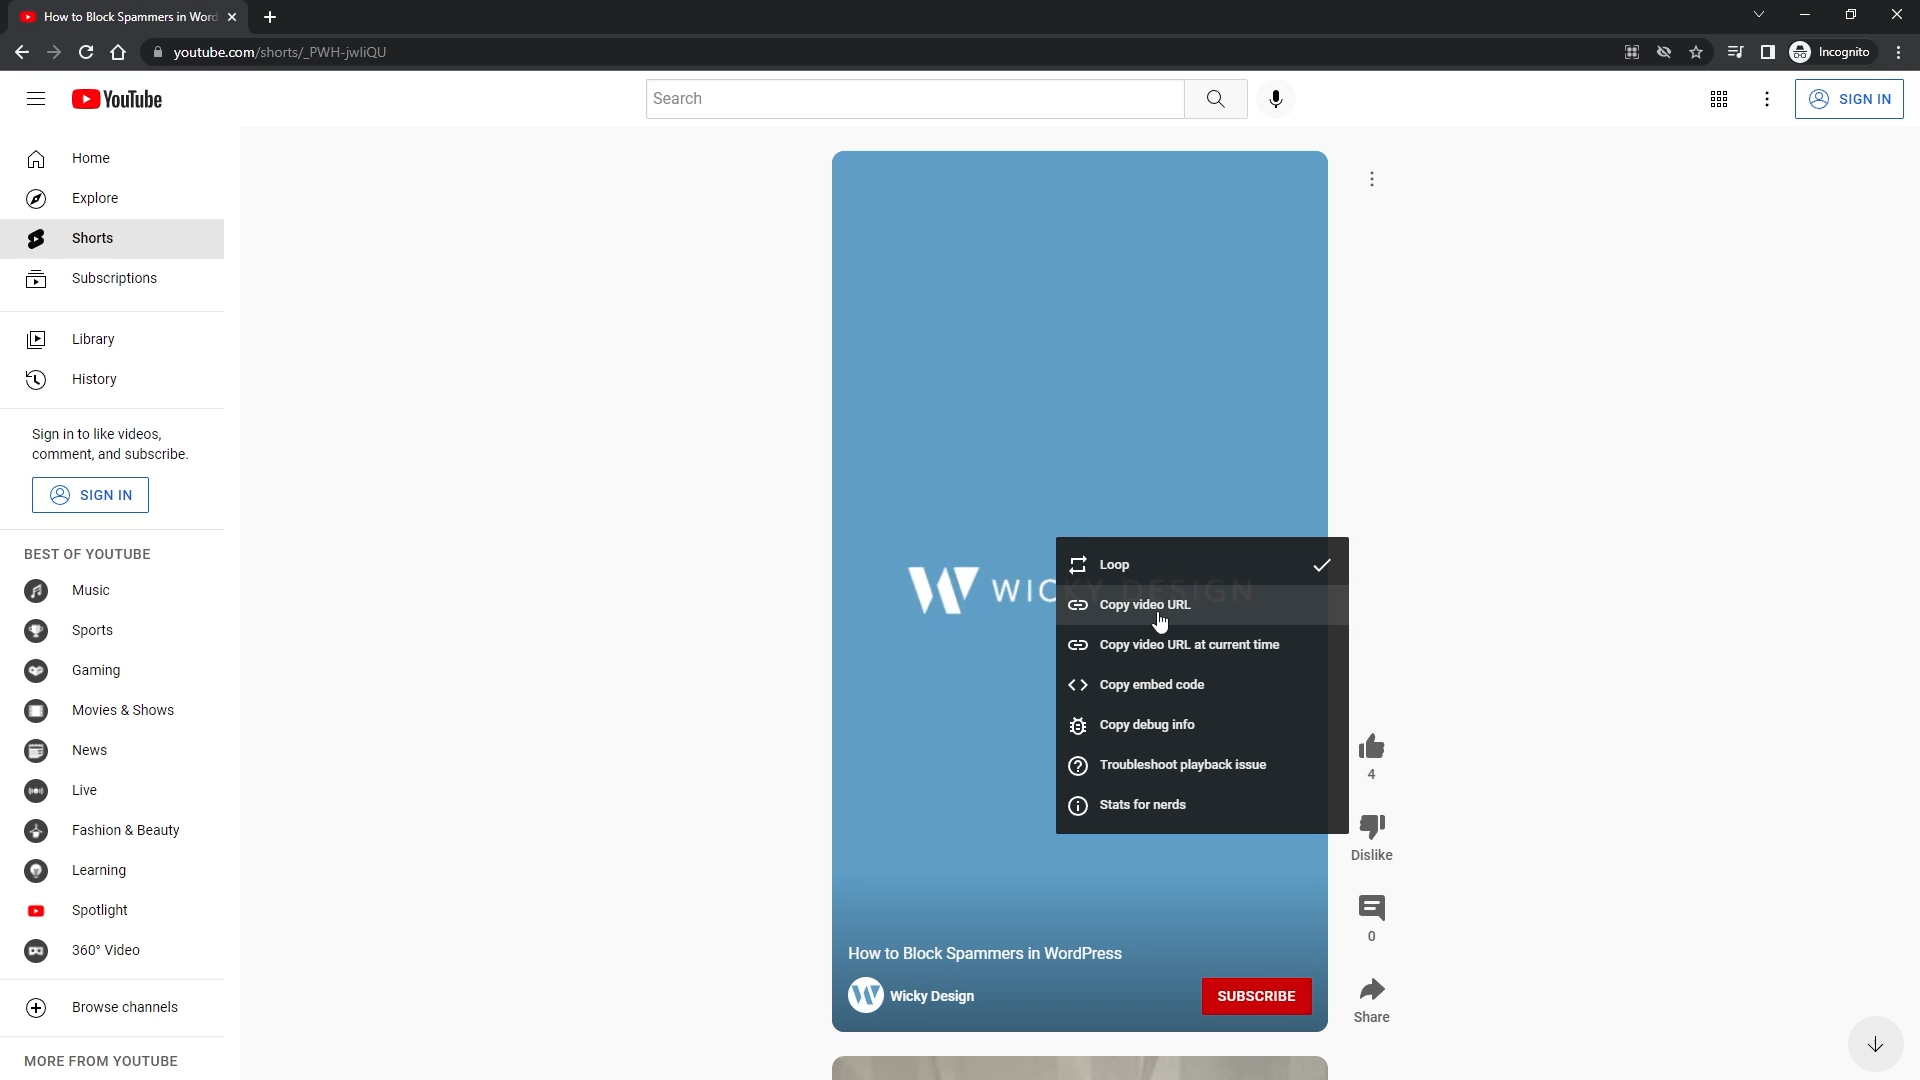 How to Block Spammers in Word
youtube.com/shorts/_PWH-jwliQU
Incognito
YouTube
Search
SIGN IN
Home
Explore
Shorts
Subscriptions
Library
History
Sign in to like videos,
comment, and subscribe.
SIGN IN
BEST OF YOUTUBE
Music
Sports
Gaming
Movies & Shows
News
Live
Fashion & Beauty
Learning
Spotlight
360° Video
Browse channels
MORE FROM YOUTUBE
WICKY DESIGN
Loop
Copy video URL
Copy video URL at current time
Copy embed code
Copy debug info
Troubleshoot playback issue
Stats for nerds
4
Dislike
0
Share
How to Block Spammers in WordPress
Wicky Design
SUBSCRIBE